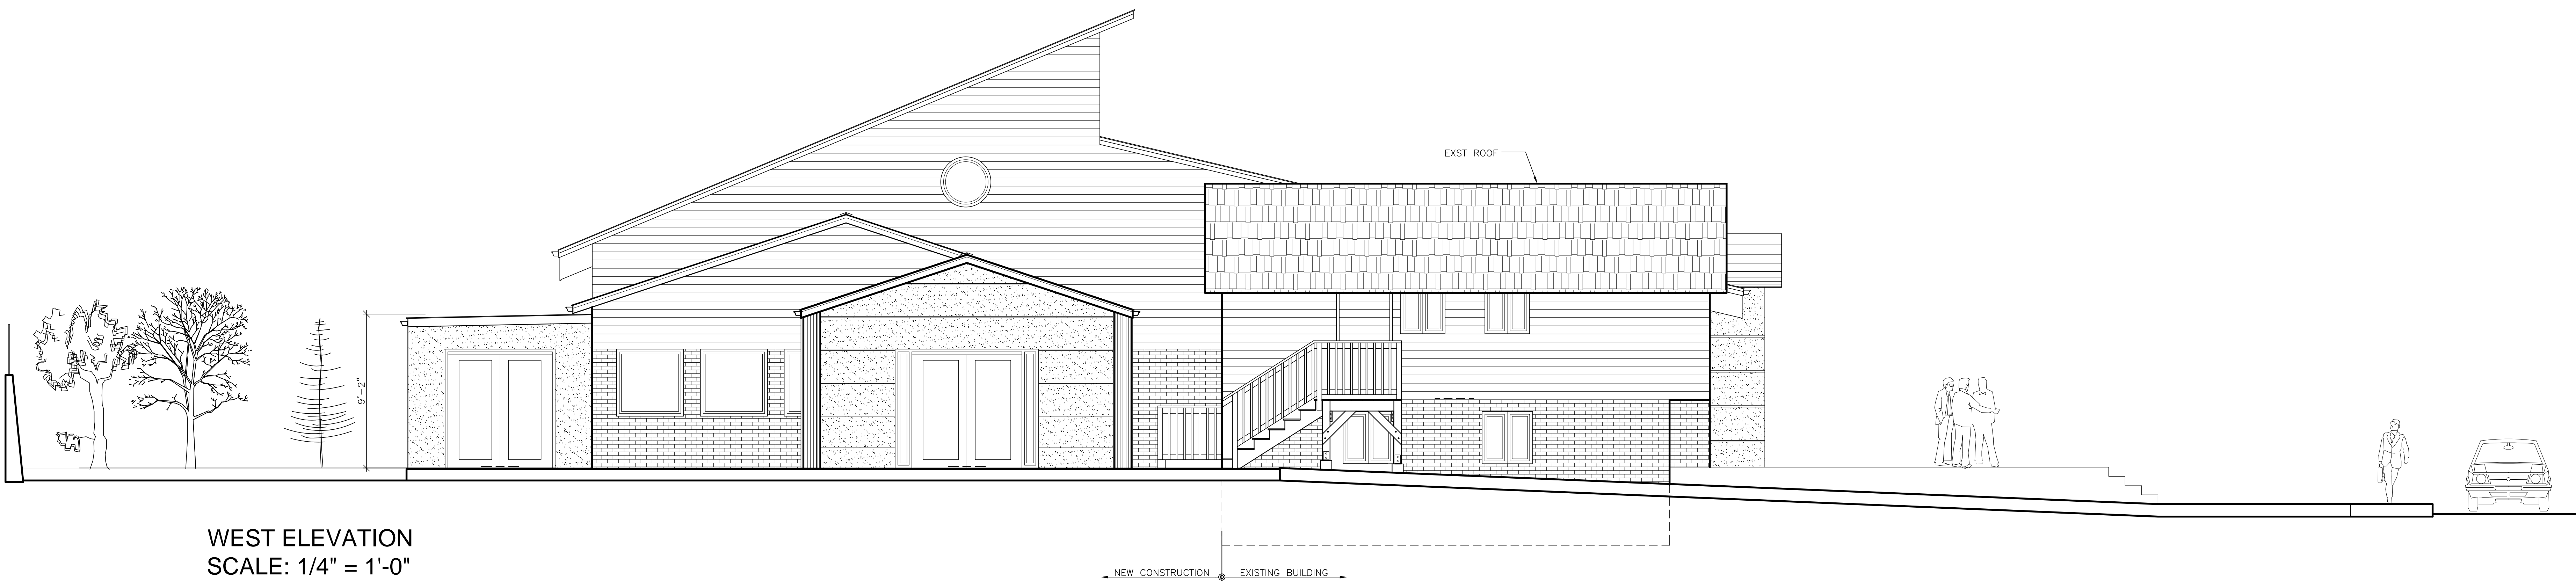 EXST ROOF
9'-2"
WEST ELEVATION
SCALE: 1/4" = 1'-0"
NEW CONSTRUCTION
EXISTING BUILDING